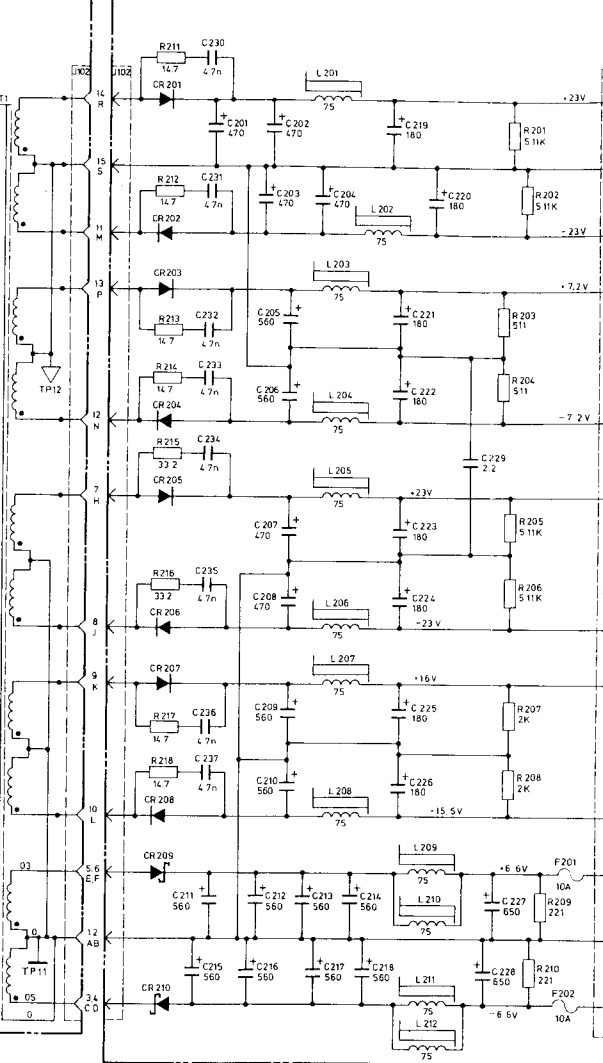 R211 C230
14.7 4.7n
J102 J102
L201
CR201
14
R
75
+23V
T1
C201
470
C202
470
C219
180
R201
5.11K
15
S
R212 C231
14.7 4.7n
C203
470
C204
470
C220
180
R202
5.11K
L202
11
M
CR202
75
-23V
13
P
CR203
L203
75
+7.2V
R213 C232
14.7 4.7n
C205
560
C221
180
R203
511
TP12
R214 C233
14.7 4.7n
C206
560
C222
180
R204
511
L204
12
N
CR204
75
-7.2V
R215 C234
33.2 4.7n
C229
2.2
L205
7
H
CR205
75
+23V
C207
470
C223
180
R205
5.11K
R216 C235
33.2 4.7n
C208
470
C224
180
R206
5.11K
L206
8
J
CR206
75
-23V
L207
9
K
CR207
75
+16V
R217 C236
14.7 4.7n
C209
560
C225
180
R207
2K
R218 C237
14.7 4.7n
C210
560
C226
180
R208
2K
L208
10
L
CR208
75
-15.5V
L209
03
5,6
E,F
CR209
75
+6.6V
F201
10A
C211
560
C212
560
C213
560
C214
560
L210
75
C227
650
R209
221
0
1,2
AB
TP11
C215
560
C216
560
C217
560
C218
560
C228
650
R210
221
L211
05
3,4
CD
CR210
75
-6.6V
F202
10A
0
L212
75